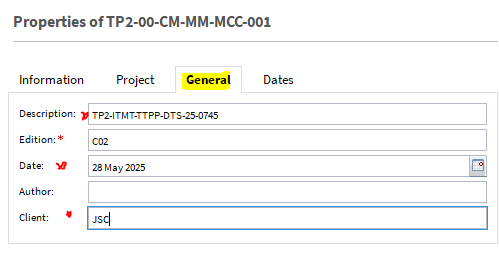 Properties of TP2-00-CM-MM-MCC-001
Information Project General Dates
Description: TP2-ITMT-TTPP-DTS-25-0745
Edition:* C02
Date: 28 May 2025
Author:
Client: JSC